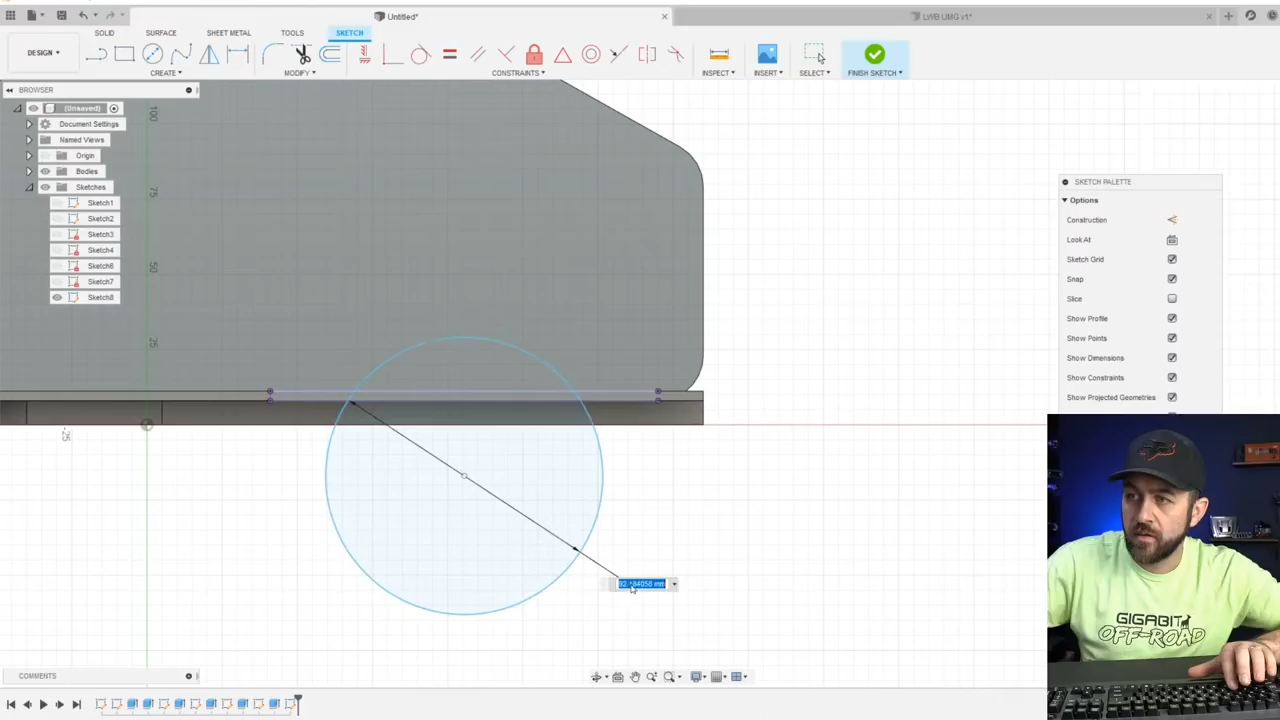 Untitled*
LWB UMG v1*
DESIGN
SOLID
SURFACE
SHEET METAL
TOOLS
SKETCH
CREATE
MODIFY
CONSTRAINTS
INSPECT
INSERT
SELECT
FINISH SKETCH
BROWSER
(Unsaved)
Document Settings
Named Views
Origin
Bodies
Sketches
Sketch1
Sketch2
Sketch3
Sketch4
Sketch6
Sketch7
Sketch8
100
75
50
25
-25
SKETCH PALETTE
Options
Construction
Look At
Sketch Grid
Snap
Slice
Show Profile
Show Points
Show Dimensions
Show Constraints
Show Projected Geometries
GIGABIT
OFF-ROAD
COMMENTS